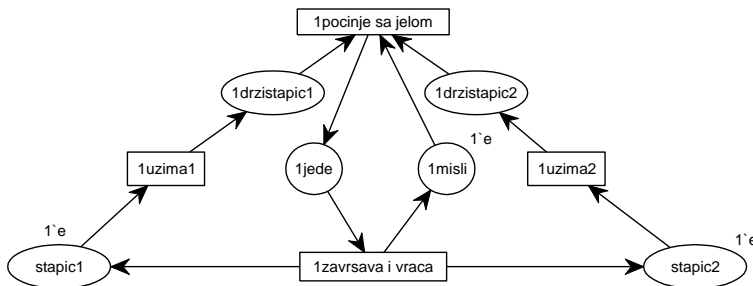 1pocinje sa jelom
1drzistapic1
1drzistapic2
1`e
1uzima1
1jede
1misli
1uzima2
1`e
1`e
stapic1
1zavrsava i vraca
stapic2